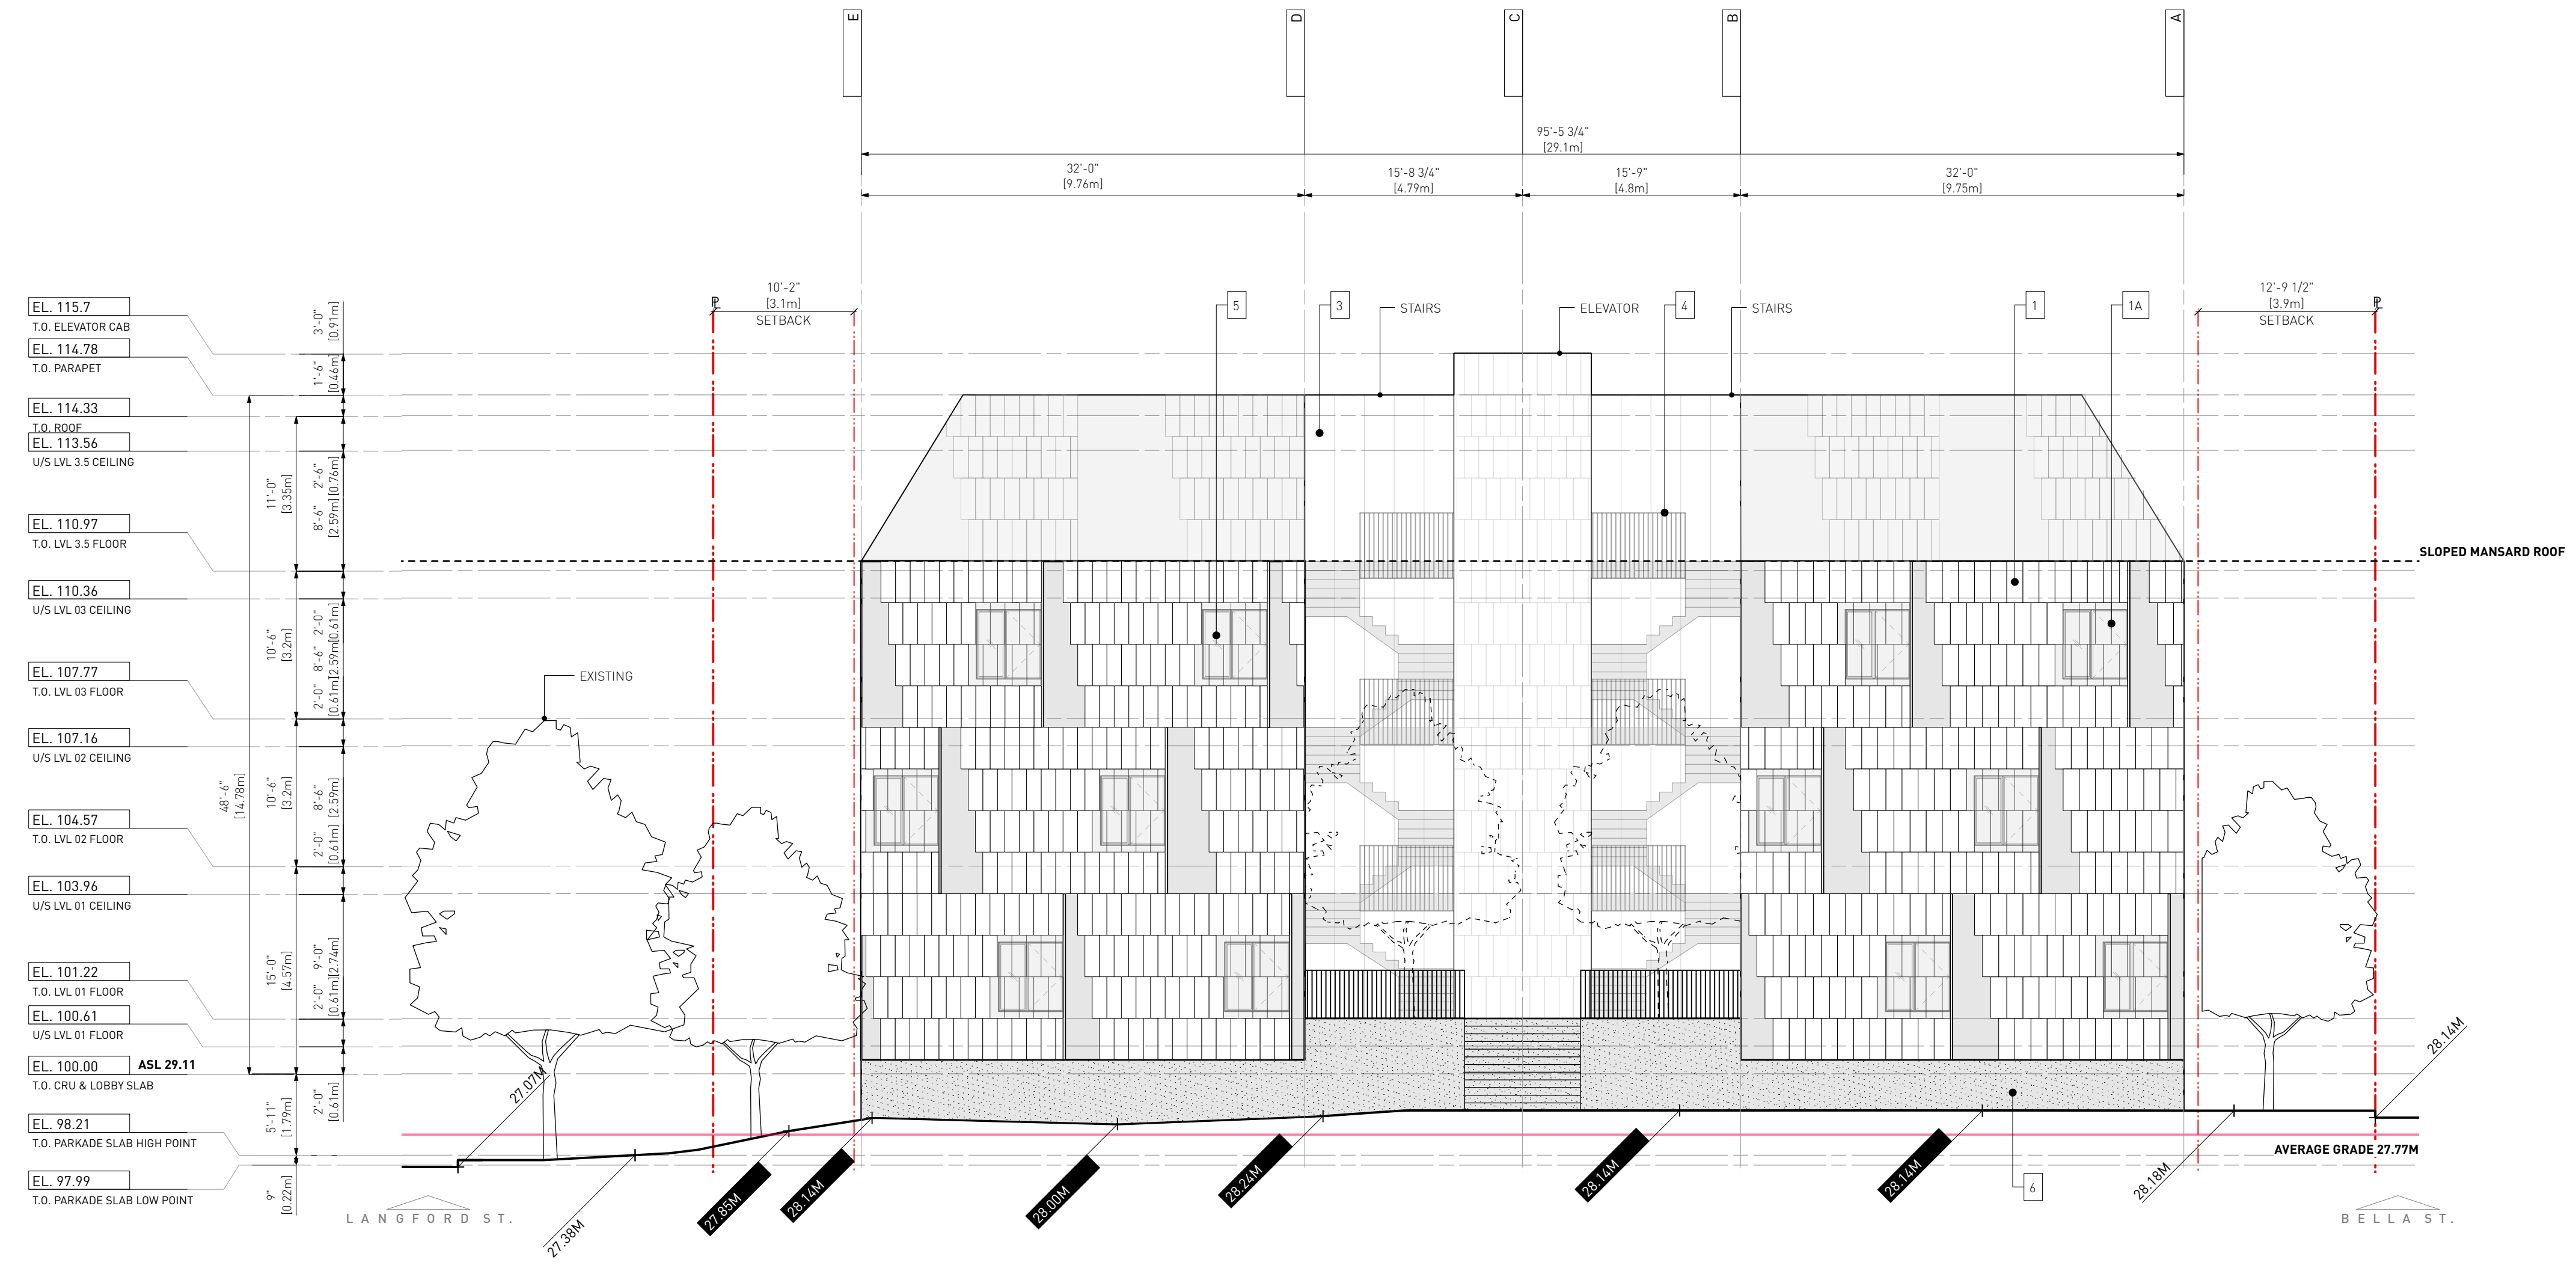 E
D
C
B
A
95'-5 3/4"
[29.1m]
32'-0"
[9.76m]
15'-8 3/4"
[4.79m]
15'-9"
[4.8m]
32'-0"
[9.75m]
10'-2"
[3.1m]
SETBACK
12'-9 1/2"
[3.9m]
SETBACK
PL
PL
5
3
STAIRS
ELEVATOR
4
STAIRS
1
1A
EL. 115.7
T.O. ELEVATOR CAB
EL. 114.78
T.O. PARAPET
EL. 114.33
T.O. ROOF
EL. 113.56
U/S LVL 3.5 CEILING
EL. 110.97
T.O. LVL 3.5 FLOOR
EL. 110.36
U/S LVL 03 CEILING
EL. 107.77
T.O. LVL 03 FLOOR
EL. 107.16
U/S LVL 02 CEILING
EL. 104.57
T.O. LVL 02 FLOOR
EL. 103.96
U/S LVL 01 CEILING
EL. 101.22
T.O. LVL 01 FLOOR
EL. 100.61
U/S LVL 01 FLOOR
EL. 100.00
ASL 29.11
T.O. CRU & LOBBY SLAB
EL. 98.21
T.O. PARKADE SLAB HIGH POINT
EL. 97.99
T.O. PARKADE SLAB LOW POINT
48'-6"
[14.78m]
11'-0"
[3.35m]
10'-6"
[3.2m]
10'-6"
[3.2m]
15'-0"
[4.57m]
5'-11"
[1.79m]
9"
[0.22m]
3'-0"
[0.91m]
1'-6"
[0.46m]
2'-6"
[0.76m]
8'-6"
[2.59m]
2'-0"
[0.61m]
8'-6"
[2.59m]
2'-0"
[0.61m]
8'-6"
[2.59m]
2'-0"
[0.61m]
9'-0"
[2.74m]
2'-0"
[0.61m]
2'-0"
[0.61m]
EXISTING
SLOPED MANSARD ROOF
27.07M
27.38M
27.85M
28.14M
28.00M
28.24M
28.14M
28.14M
28.18M
28.14M
AVERAGE GRADE 27.77M
6
LANGFORD ST.
BELLA ST.